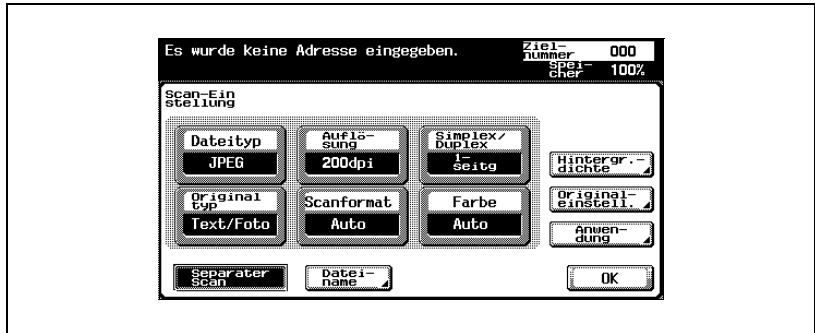 Es wurde keine Adresse eingegeben.
Ziel-
nummer 000
Spei-
cher 100%
Scan-Ein
stellung
Dateityp
JPEG
Auflö-
sung
200dpi
Simplex/
Duplex
1-
seitg
Hintergr.-
dichte
Original
typ
Text/Foto
Scanformat
Auto
Farbe
Auto
Original-
einstell.
Anwen-
dung
Separater
Scan
Datei-
name
OK